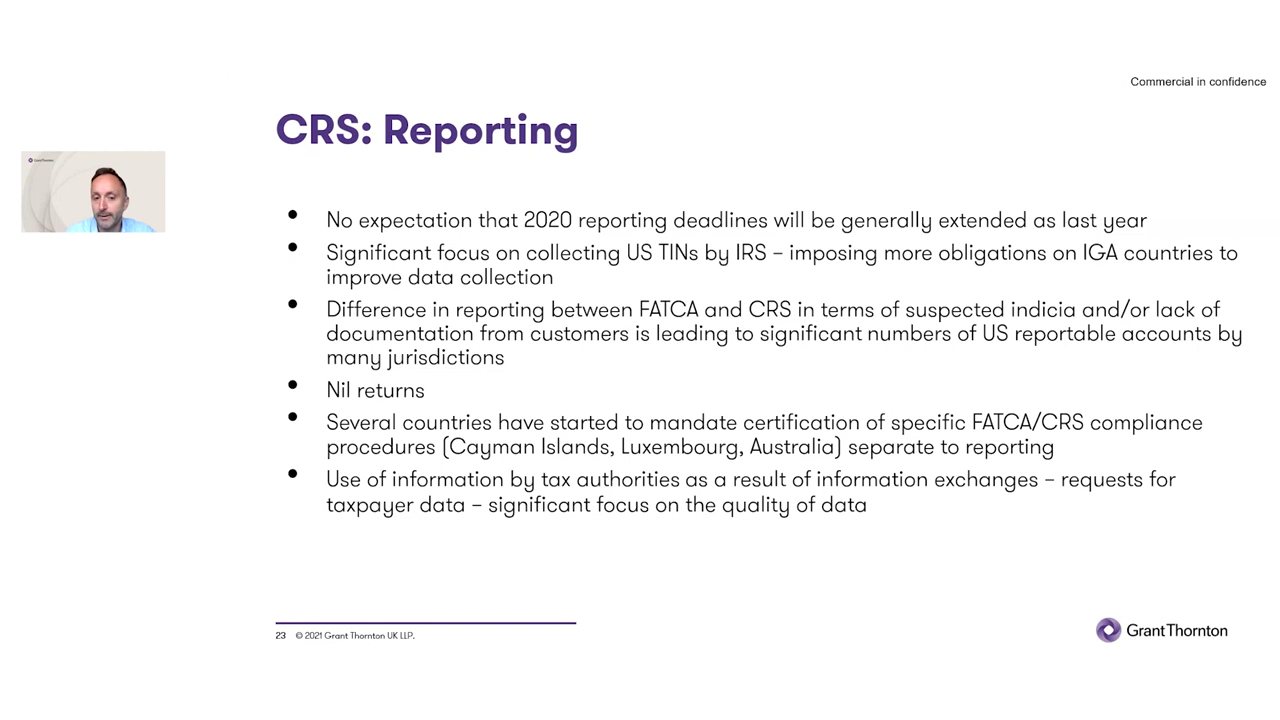 Commercial in confidence
CRS: Reporting
GrantThornton
• No expectation that 2020 reporting deadlines will be generally extended as last year
• Significant focus on collecting US TINs by IRS – imposing more obligations on IGA countries to
improve data collection
• Difference in reporting between FATCA and CRS in terms of suspected indicia and/or lack of
documentation from customers is leading to significant numbers of US reportable accounts by
many jurisdictions
• Nil returns
• Several countries have started to mandate certification of specific FATCA/CRS compliance
procedures (Cayman Islands, Luxembourg, Australia) separate to reporting
• Use of information by tax authorities as a result of information exchanges – requests for
taxpayer data – significant focus on the quality of data
23 © 2021 Grant Thornton UK LLP.
GrantThornton